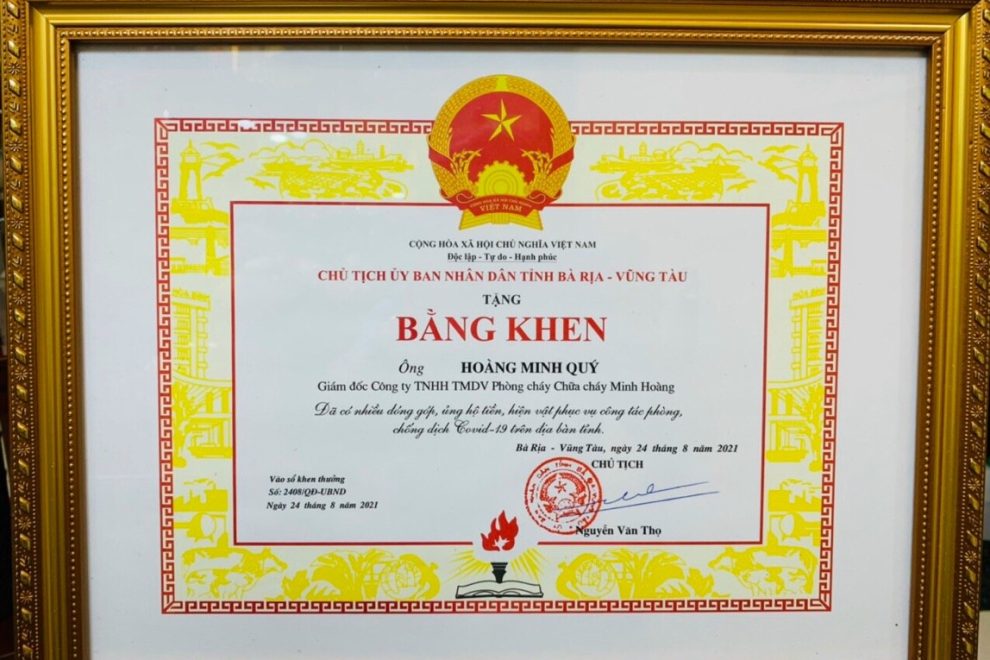 VIỆT NAM
CỘNG HÒA XÃ HỘI CHỦ NGHĨA VIỆT NAM
Độc lập - Tự do - Hạnh phúc
CHỦ TỊCH ỦY BAN NHÂN DÂN TỈNH BÀ RỊA - VŨNG TÀU
TẶNG
BẰNG KHEN
Ông HOÀNG MINH QUÝ
Giám đốc Công ty TNHH TMDV Phòng cháy Chữa cháy Minh Hoàng
Đã có nhiều đóng góp, ủng hộ tiền, hiện vật phục vụ công tác phòng,
chống dịch Covid-19 trên địa bàn tỉnh.
Bà Rịa - Vũng Tàu, ngày 24 tháng 8 năm 2021
CHỦ TỊCH
Vào sổ khen thưởng
Số: 2408/QĐ-UBND
Ngày 24 tháng 8 năm 2021
Nguyễn Văn Thọ